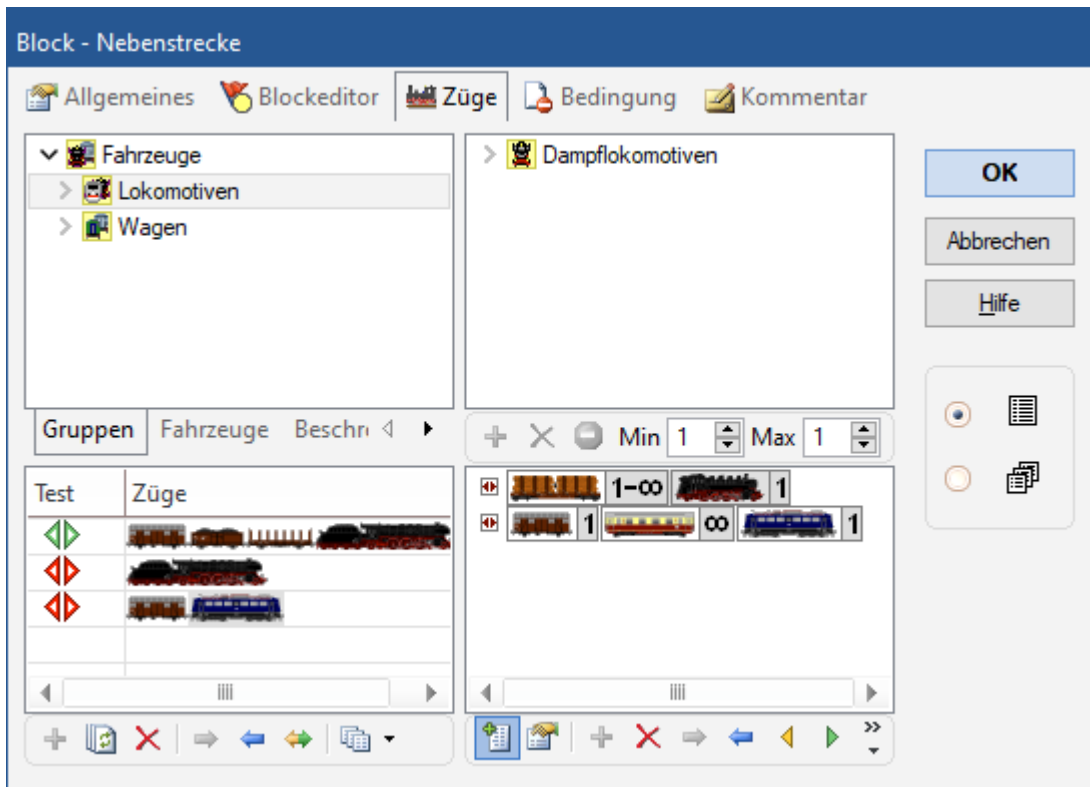 Block - Nebenstrecke
Allgemeines Blockeditor Züge Bedingung Kommentar
Fahrzeuge
Lokomotiven
Wagen
Dampflokomotiven
OK
Abbrechen
Hilfe
Gruppen Fahrzeuge Beschr
Min 1 Max 1
Test Züge
1-∞ 1
1 ∞ 1